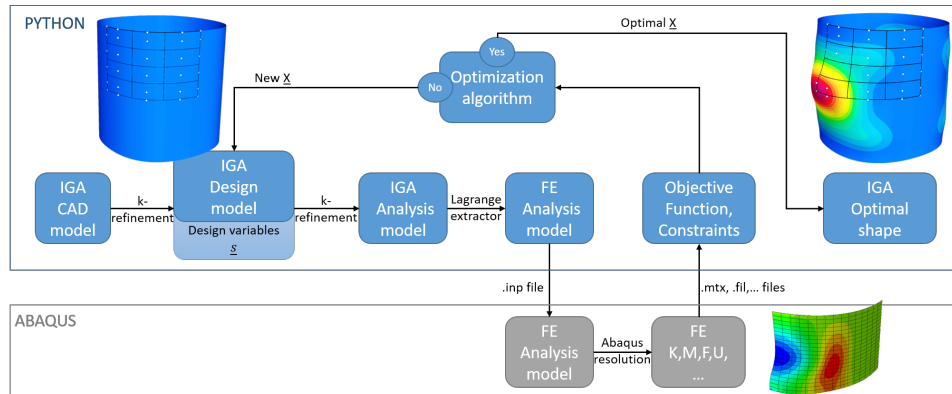 PYTHON
Optimal X
Yes
No
Optimization
algorithm
New X
IGA
CAD
model
k-
refinement
IGA
Design
model
Design variables
s
k-
refinement
IGA
Analysis
model
Lagrange
extractor
FE
Analysis
model
Objective
Function,
Constraints
IGA
Optimal
shape
.inp file
.mtx, .fil,... files
ABAQUS
FE
Analysis
model
Abaqus
resolution
FE
K,M,F,U,
...